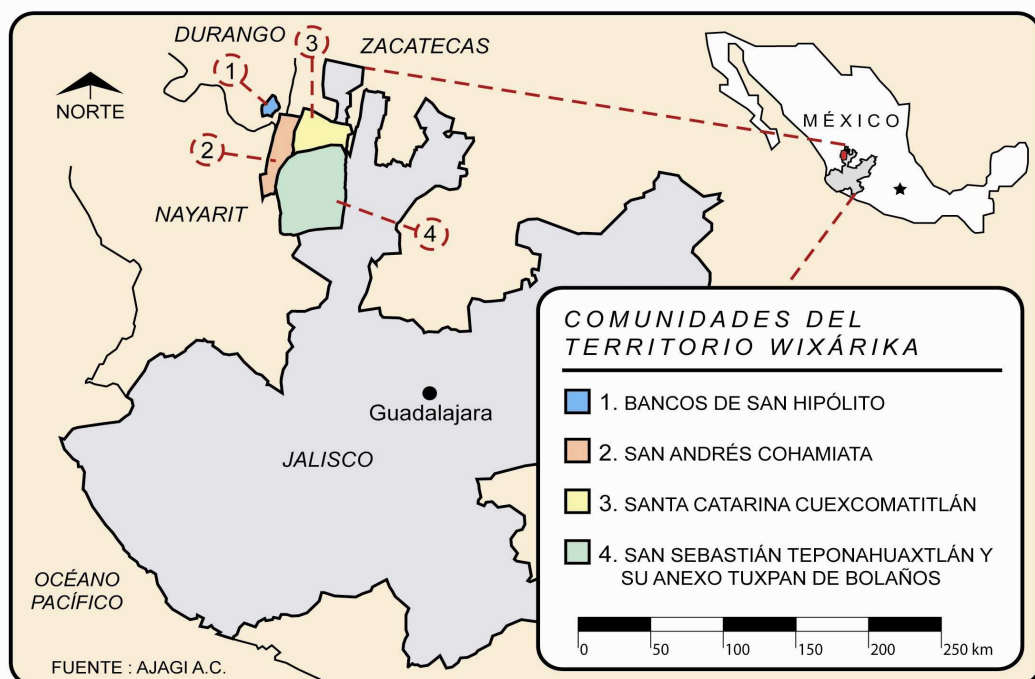 DURANGO
3
ZACATECAS
1
NORTE
MÉXICO
2
NAYARIT
4
Guadalajara
JALISCO
OCÉANO
PACÍFICO
FUENTE : AJAGI A.C.
COMUNIDADES DEL
TERRITORIO WIXÁRIKA
1. BANCOS DE SAN HIPÓLITO
2. SAN ANDRÉS COHAMIATA
3. SANTA CATARINA CUEXCOMATITLÁN
4. SAN SEBASTIÁN TEPONAHUAXTLÁN Y
SU ANEXO TUXPAN DE BOLAÑOS
0 50 100 150 200 250 km